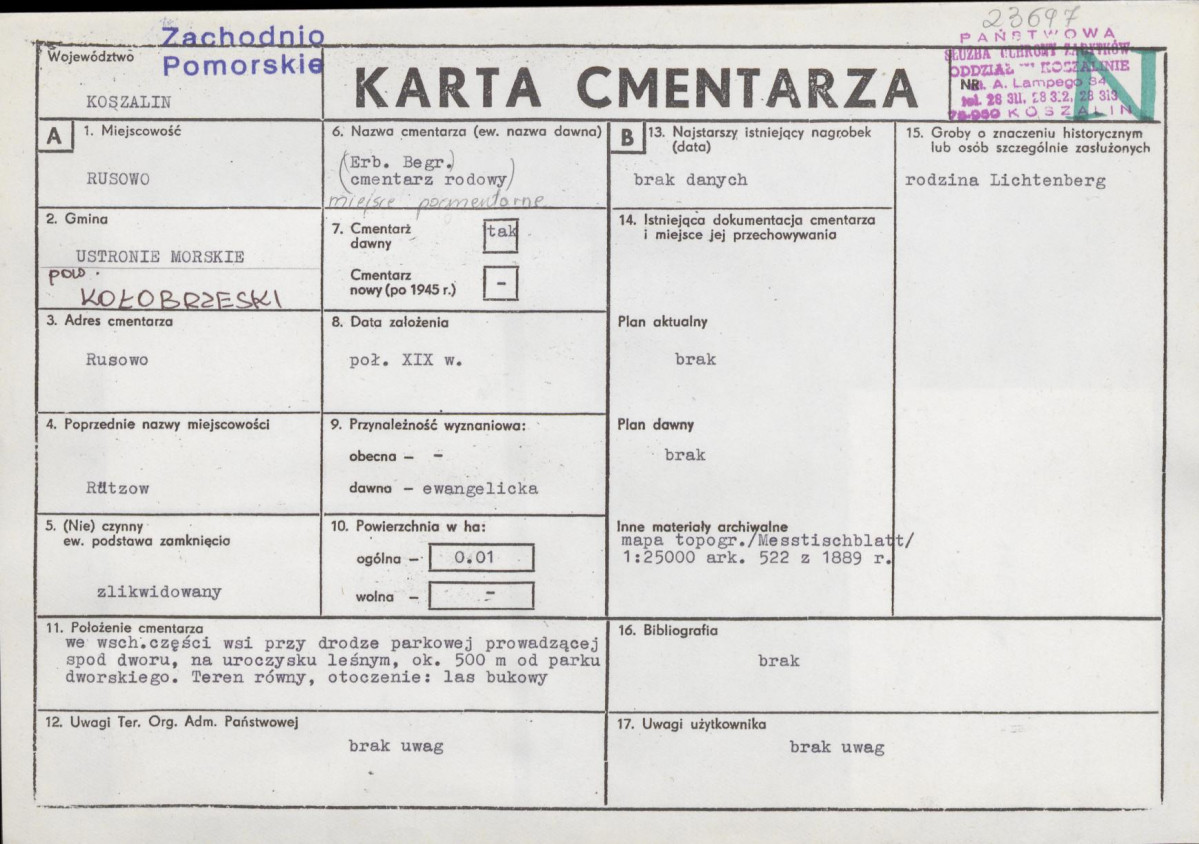 23697
Zachodnio
Pomorskie
Województwo
KOSZALIN
KARTA CMENTARZA
PAŃSTWOWA
SŁUŻBA OCHRONY ZABYTKÓW
ODDZIAŁ W KOSZALINIE
NR
A. Lampego 34
tel. 28 311, 28 312, 28 313
KOSZALIN
N
A
1. Miejscowość
RUSOWO
2. Gmina
USTRONIE MORSKIE
pow.
KOŁOBRZESKI
3. Adres cmentarza
Rusowo
4. Poprzednie nazwy miejscowości
Rützow
5. (Nie) czynny
ew. podstawa zamknięcia
zlikwidowany
6. Nazwa cmentarza (ew. nazwa dawna)
(Erb. Begr.)
(cmentarz rodowy)
miejsce pocmentarne
7. Cmentarz
dawny
tak
Cmentarz
nowy (po 1945 r.)
-
8. Data założenia
poł. XIX w.
9. Przynależność wyznaniowa:
obecna – -
dawna – ewangelicka
10. Powierzchnia w ha:
ogólna – 0.01
wolna – -
11. Położenie cmentarza
we wsch.części wsi przy drodze parkowej prowadzącej
spod dworu, na uroczysku leśnym, ok. 500 m od parku
dworskiego. Teren równy, otoczenie: las bukowy
12. Uwagi Ter. Org. Adm. Państwowej
brak uwag
B
13. Najstarszy istniejący nagrobek
(data)
brak danych
14. Istniejąca dokumentacja cmentarza
i miejsce jej przechowywania
Plan aktualny
brak
Plan dawny
brak
Inne materiały archiwalne
mapa topogr./Messtischblatt/
1:25000 ark. 522 z 1889 r.
15. Groby o znaczeniu historycznym
lub osób szczególnie zasłużonych
rodzina Lichtenberg
16. Bibliografia
brak
17. Uwagi użytkownika
brak uwag